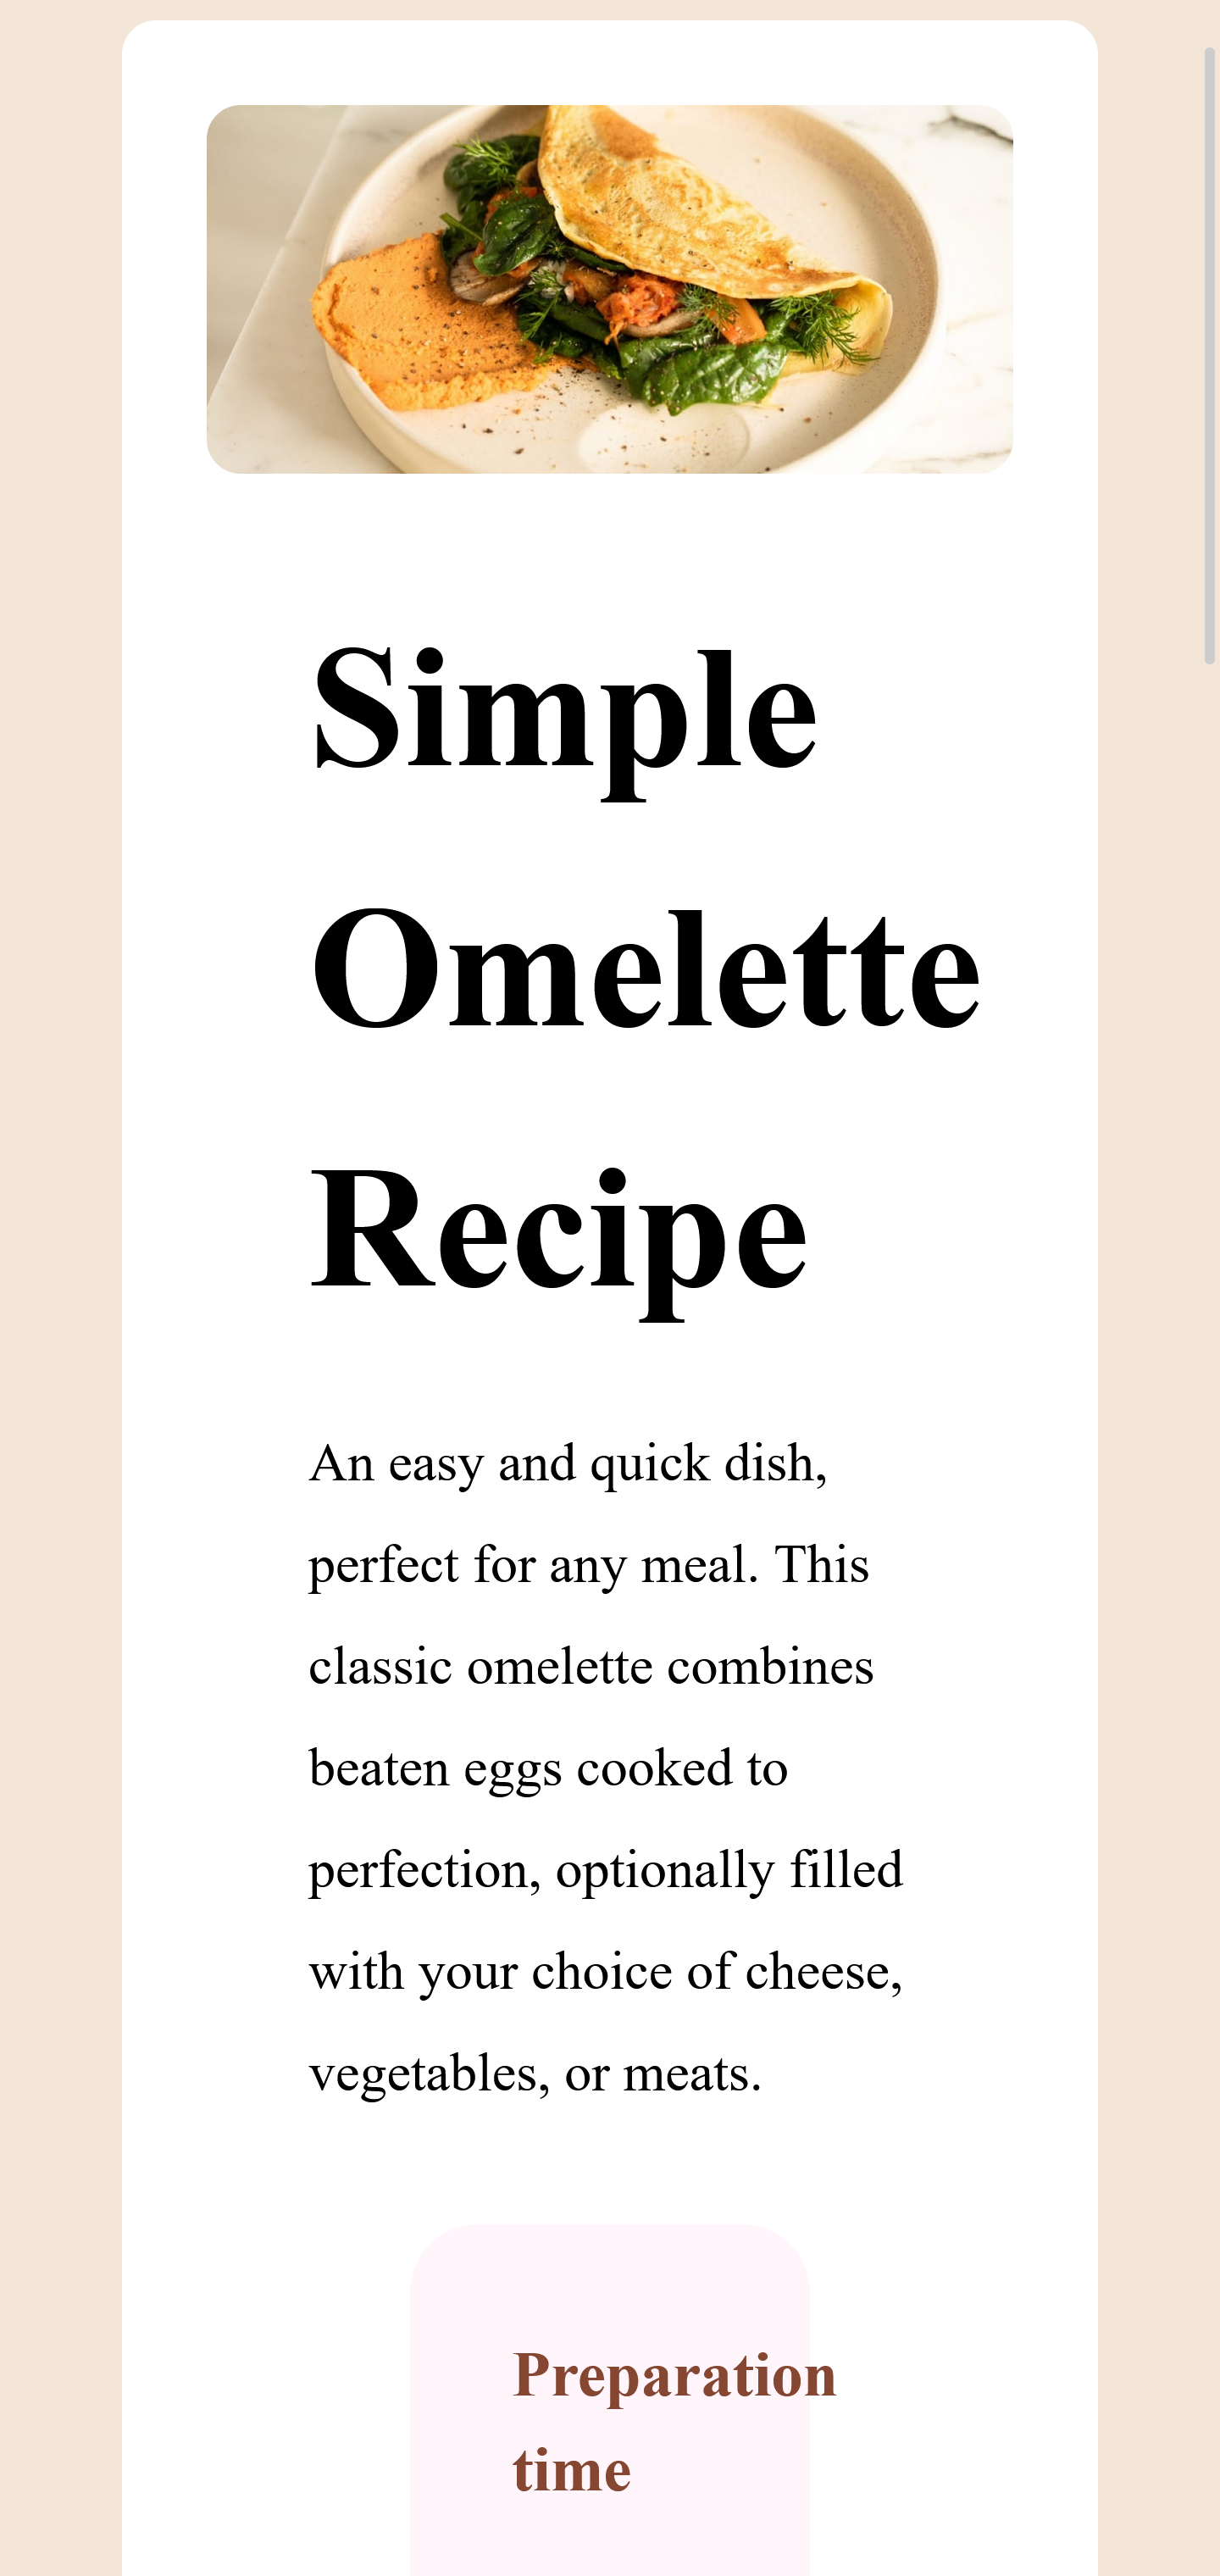 Simple
Omelette
Recipe
An easy and quick dish,
perfect for any meal. This
classic omelette combines
beaten eggs cooked to
perfection, optionally filled
with your choice of cheese,
vegetables, or meats.
Preparation
time